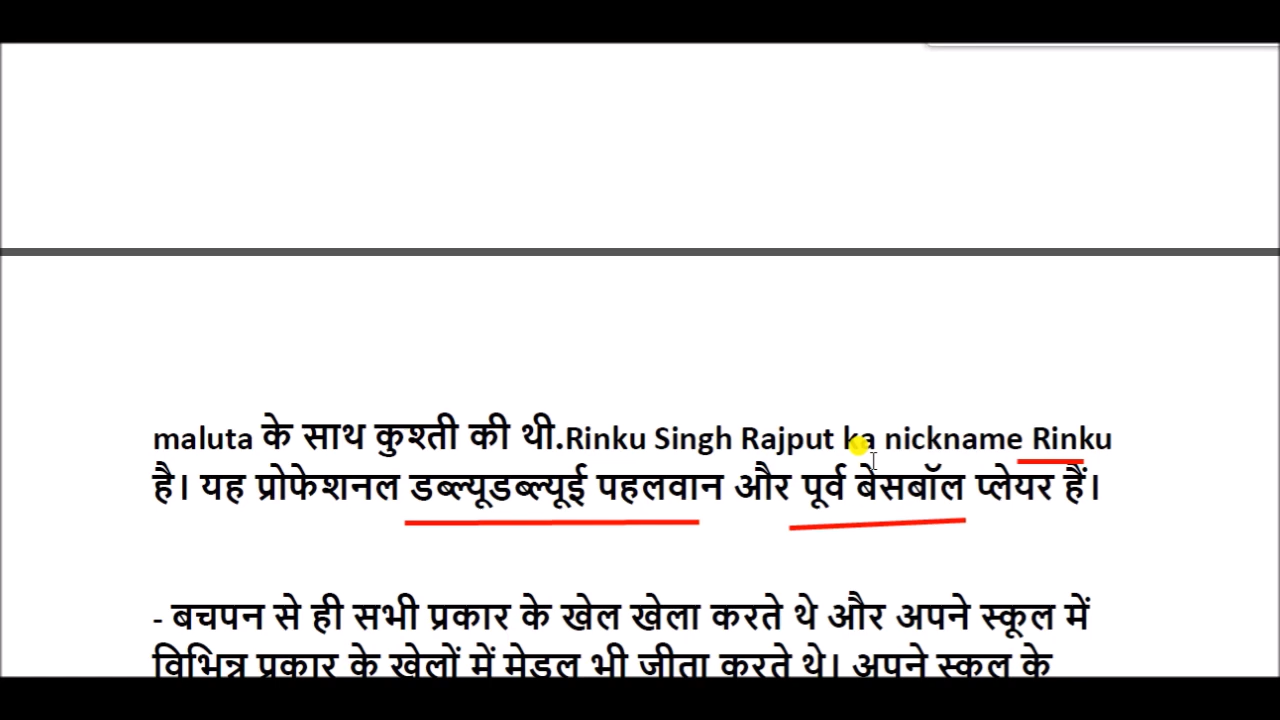 maluta के साथ कुश्ती की थी.Rinku Singh Rajput ka nickname Rinku
है। यह प्रोफेशनल डब्ल्यूडब्ल्यूई पहलवान और पूर्व बेसबॉल प्लेयर हैं।
- बचपन से ही सभी प्रकार के खेल खेला करते थे और अपने स्कूल में
विभिन्न प्रकार के खेलों में मेडल भी जीता करते थे। अपने स्कूल के